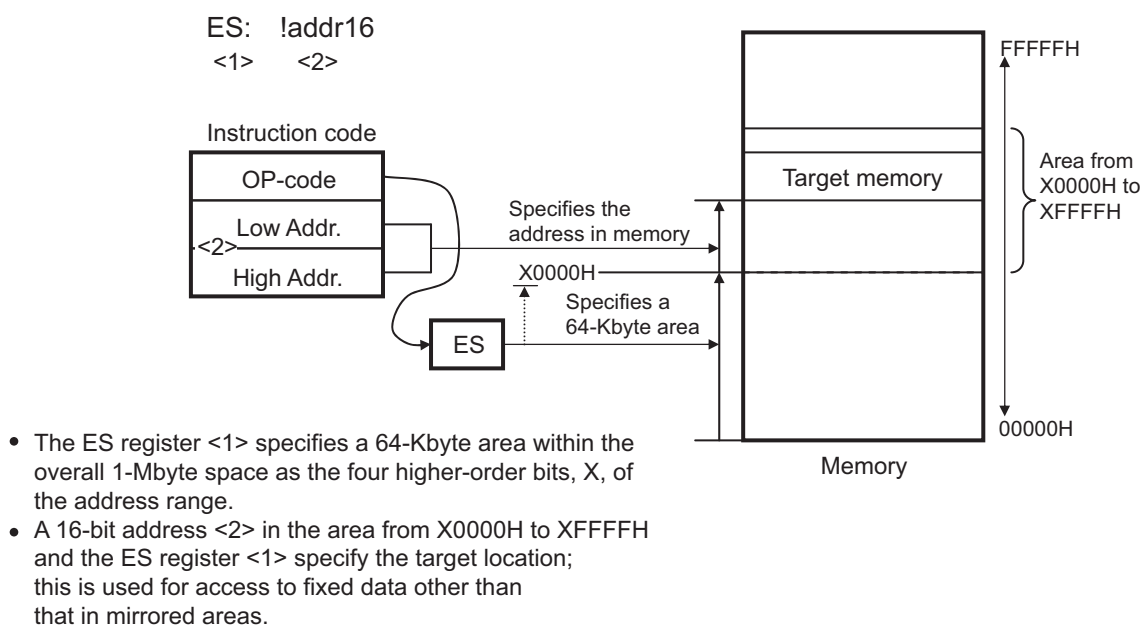 ES: !addr16
<1> <2>
Instruction code
OP-code
Low Addr.
<2>
High Addr.
ES
Specifies the
address in memory
X0000H
Specifies a
64-Kbyte area
Target memory
Memory
FFFFFH
Area from
X0000H to
XFFFFH
00000H
• The ES register <1> specifies a 64-Kbyte area within the
overall 1-Mbyte space as the four higher-order bits, X, of
the address range.
• A 16-bit address <2> in the area from X0000H to XFFFFH
and the ES register <1> specify the target location;
this is used for access to fixed data other than
that in mirrored areas.